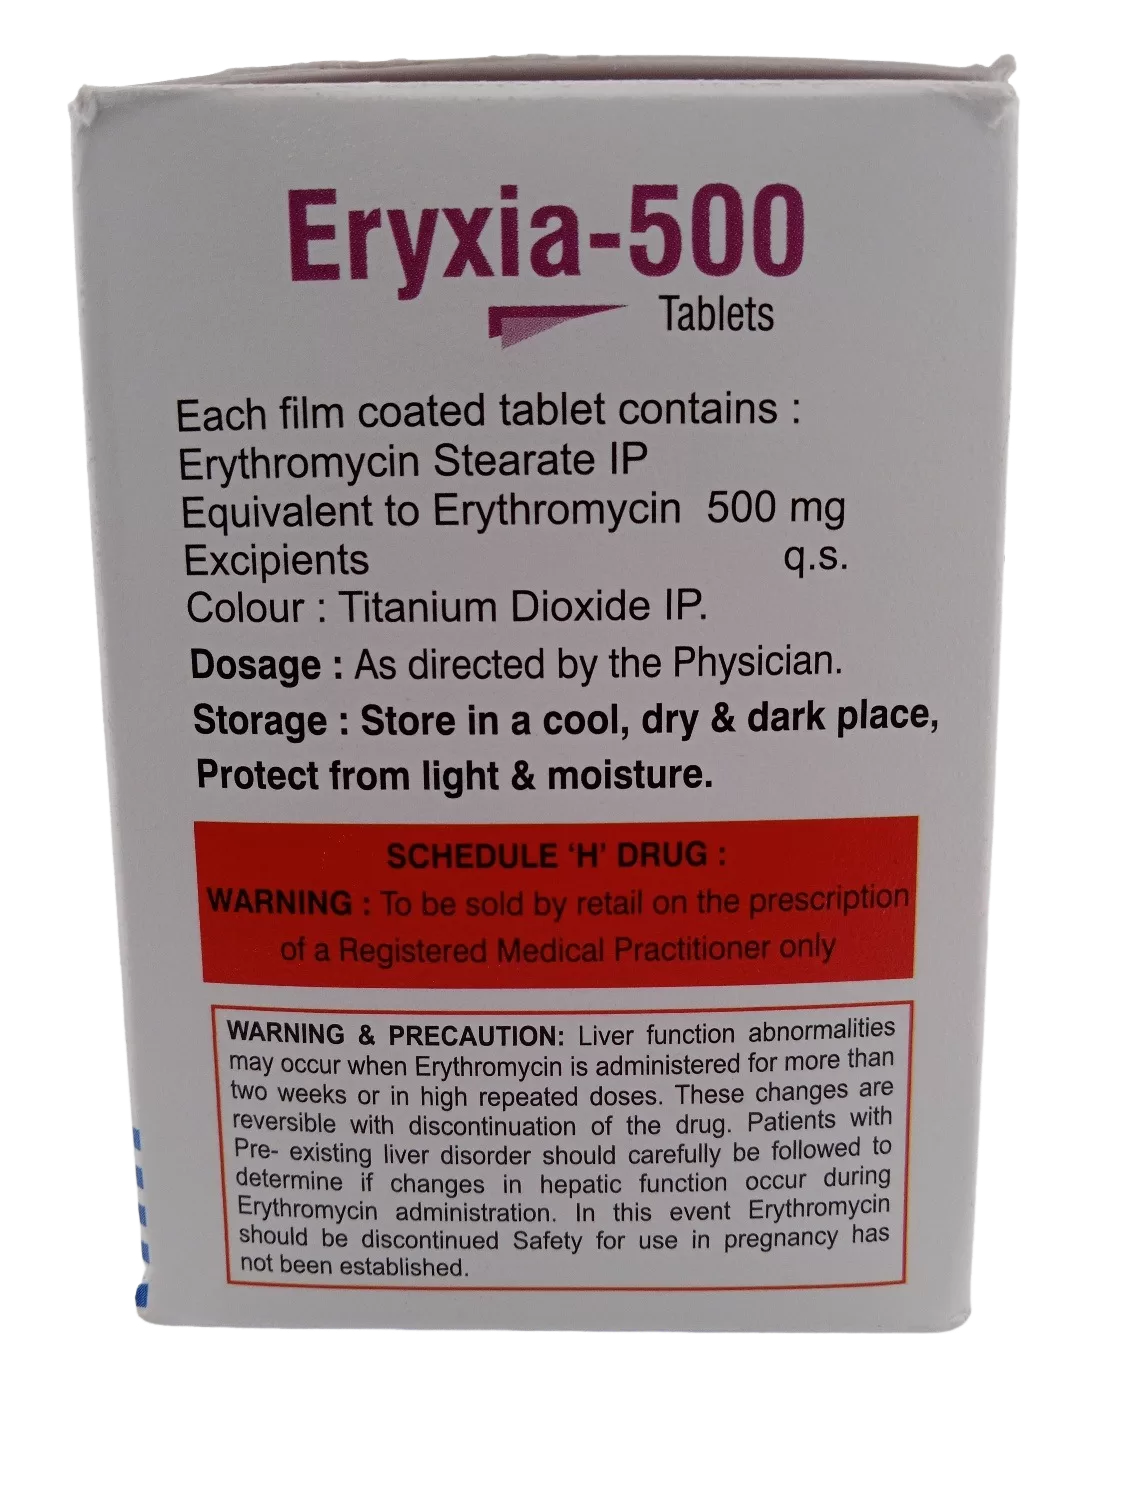 Eryxia-500
Tablets
Each film coated tablet contains :
Erythromycin Stearate IP
Equivalent to Erythromycin 500 mg
Excipients q.s.
Colour : Titanium Dioxide IP.
Dosage : As directed by the Physician.
Storage : Store in a cool, dry & dark place,
Protect from light & moisture.
SCHEDULE 'H' DRUG :
WARNING : To be sold by retail on the prescription
of a Registered Medical Practitioner only
WARNING & PRECAUTION: Liver function abnormalities
may occur when Erythromycin is administered for more than
two weeks or in high repeated doses. These changes are
reversible with discontinuation of the drug. Patients with
Pre- existing liver disorder should carefully be followed to
determine if changes in hepatic function occur during
Erythromycin administration. In this event Erythromycin
should be discontinued Safety for use in pregnancy has
not been established.